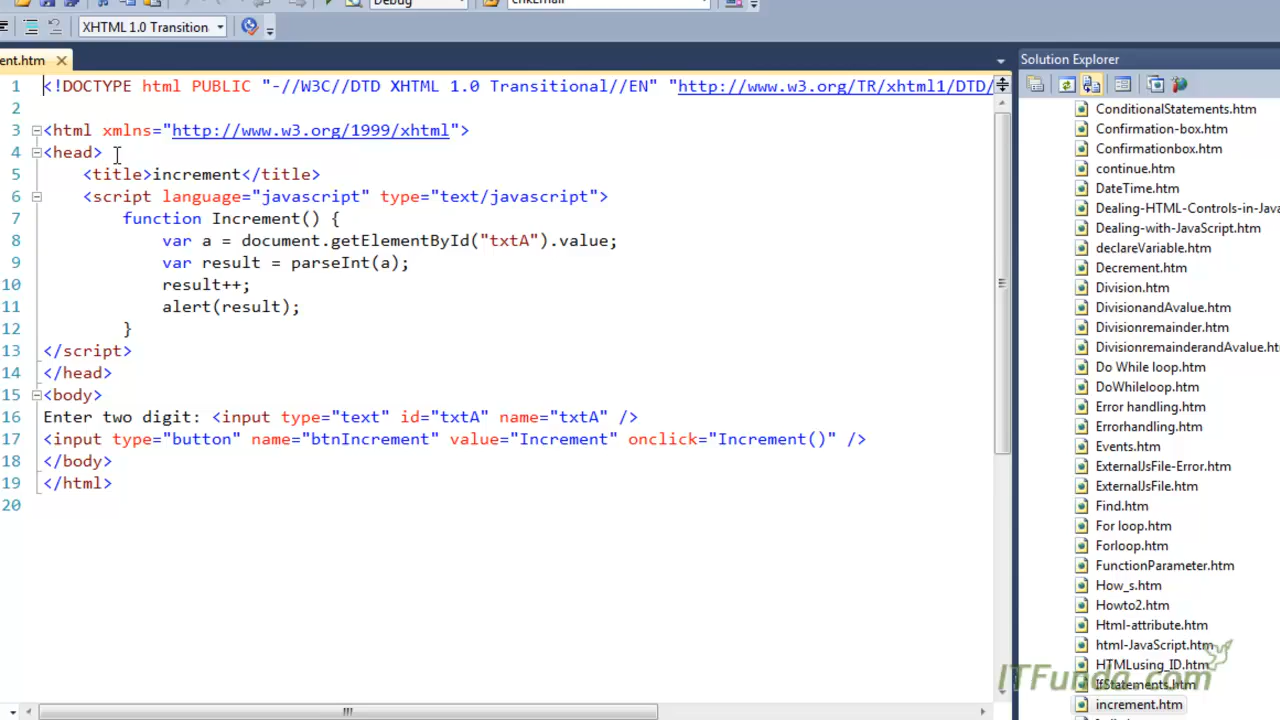 Debug
XHTML 1.0 Transition
ent.htm
1 <!DOCTYPE html PUBLIC "-//W3C//DTD XHTML 1.0 Transitional//EN" "http://www.w3.org/TR/xhtml1/DTD/
2
3 <html xmlns="http://www.w3.org/1999/xhtml">
4 <head>
5 <title>increment</title>
6 <script language="javascript" type="text/javascript">
7 function Increment() {
8 var a = document.getElementById("txtA").value;
9 var result = parseInt(a);
10 result++;
11 alert(result);
12 }
13 </script>
14 </head>
15 <body>
16 Enter two digit: <input type="text" id="txtA" name="txtA" />
17 <input type="button" name="btnIncrement" value="Increment" onclick="Increment()" />
18 </body>
19 </html>
20
Solution Explorer
ConditionalStatements.htm
Confirmation-box.htm
Confirmationbox.htm
continue.htm
DateTime.htm
Dealing-HTML-Controls-in-Java
Dealing-with-JavaScript.htm
declareVariable.htm
Decrement.htm
Division.htm
DivisionandAvalue.htm
Divisionremainder.htm
DivisionremainderandAvalue.ht
Do While loop.htm
DoWhileloop.htm
Error handling.htm
Errorhandling.htm
Events.htm
ExternalJsFile-Error.htm
ExternalJsFile.htm
Find.htm
For loop.htm
Forloop.htm
FunctionParameter.htm
How_s.htm
Howto2.htm
Html-attribute.htm
html-JavaScript.htm
HTMLusing_ID.htm
IfStatements.htm
increment.htm
ITFunda.com